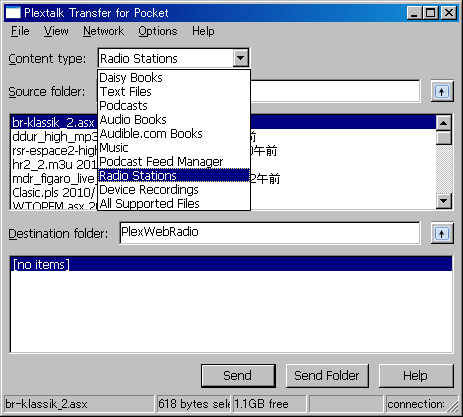 Plextalk Transfer for Pocket
File View Network Options Help
Content type: Radio Stations
Daisy Books
Source folder:
Text Files
Podcasts
Audio Books
Audible.com Books
Music
Podcast Feed Manager
Radio Stations
Device Recordings
All Supported Files
br-klassik_2.asx
ddur_high_mp3 前
rsr-espace2-high 午前
hr2_2.m3u 201
mdr_figaro_live_ 2午前
Clasic.pls 2010/
WTOPFM.asx 2
Destination folder: PlexWebRadio
[no items]
Send Send Folder Help
br-klassik_2.asx 618 bytes sele 1.1GB free connection: